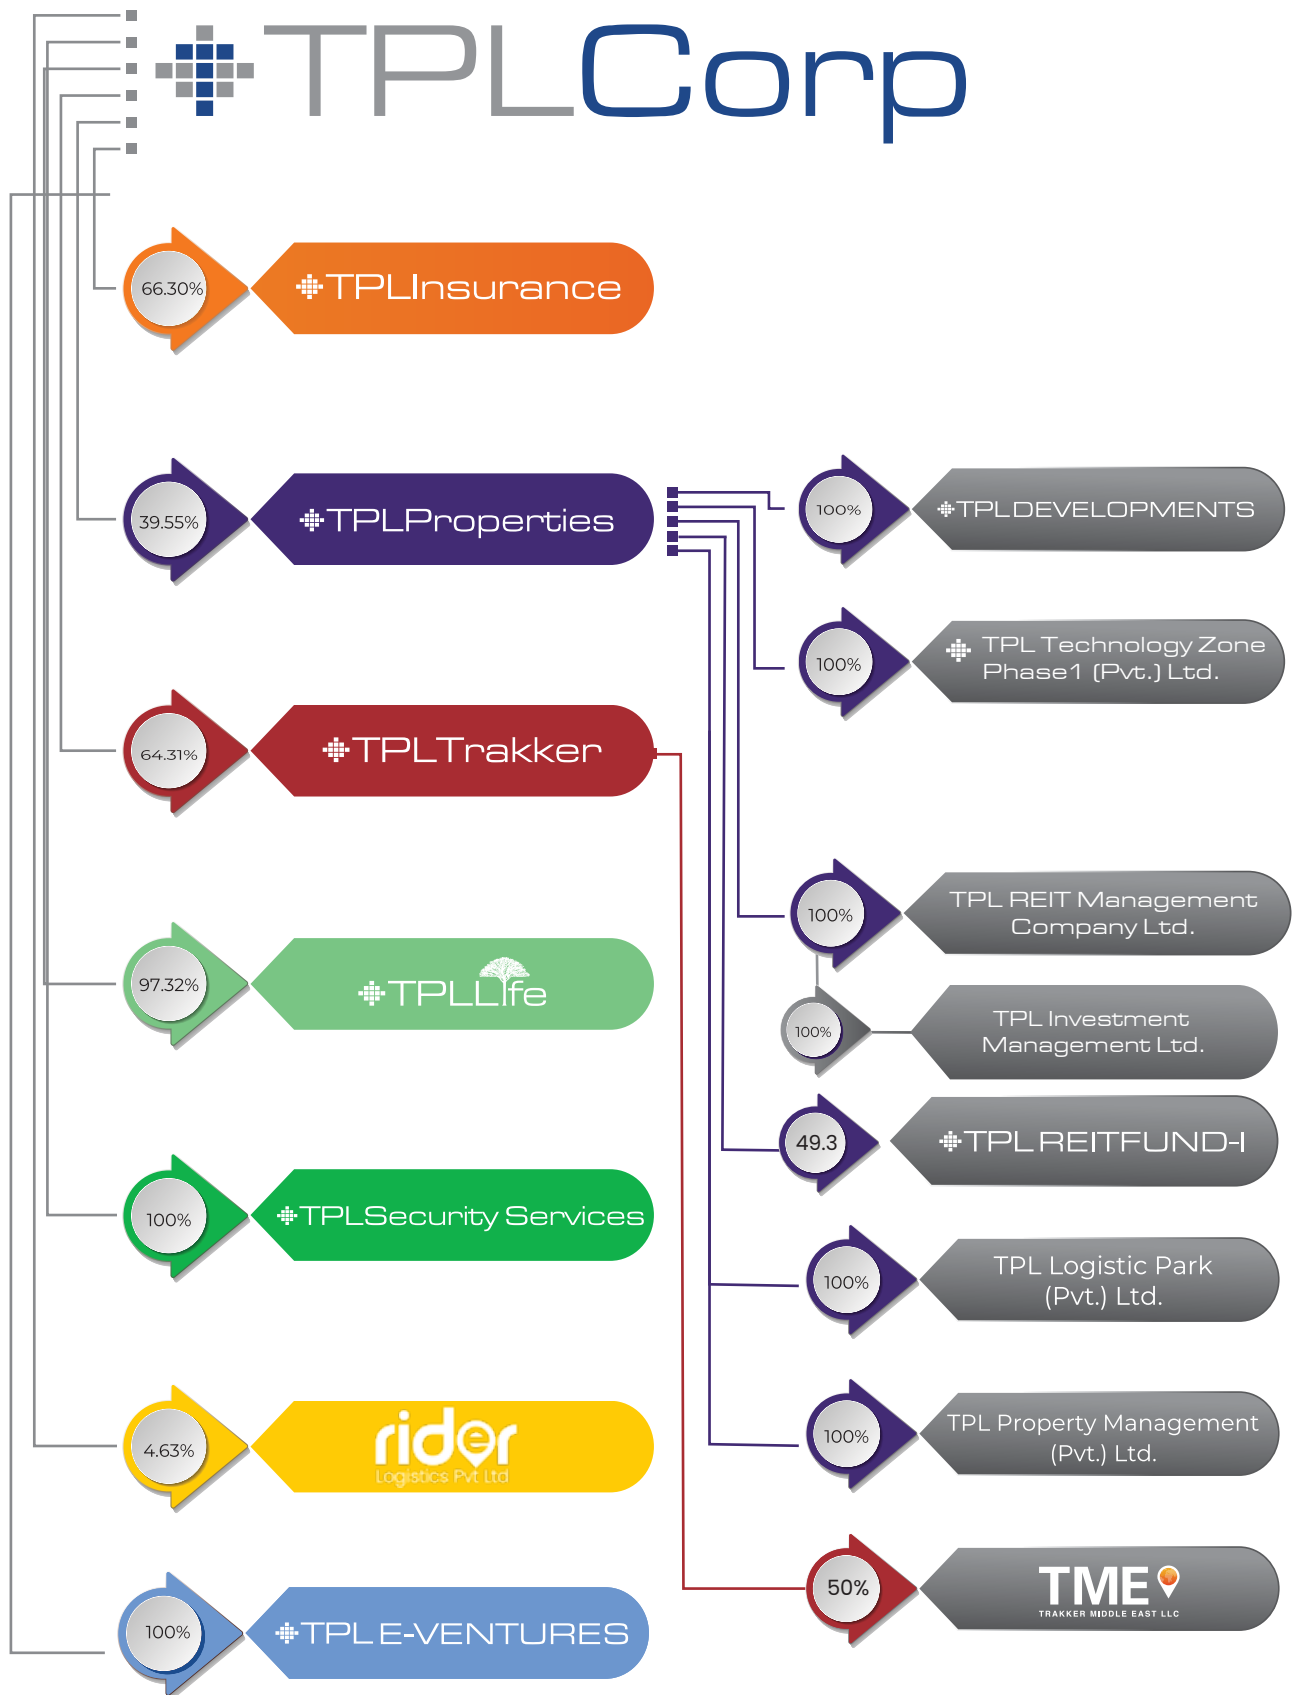 TPLCorp
66.30%
TPLInsurance
39.55%
TPLProperties
100%
TPLDEVELOPMENTS
100%
TPL Technology Zone
Phase1 (Pvt.) Ltd.
64.31%
TPLTrakker
100%
TPL REIT Management
Company Ltd.
97.32%
TPLLife
100%
TPL Investment
Management Ltd.
49.3
TPL REITFUND-I
100%
TPLSecurity Services
100%
TPL Logistic Park
(Pvt.) Ltd.
4.63%
rider
Logistics Pvt Ltd
100%
TPL Property Management
(Pvt.) Ltd.
50%
TME
TRAKKER MIDDLE EAST LLC
100%
TPL E-VENTURES